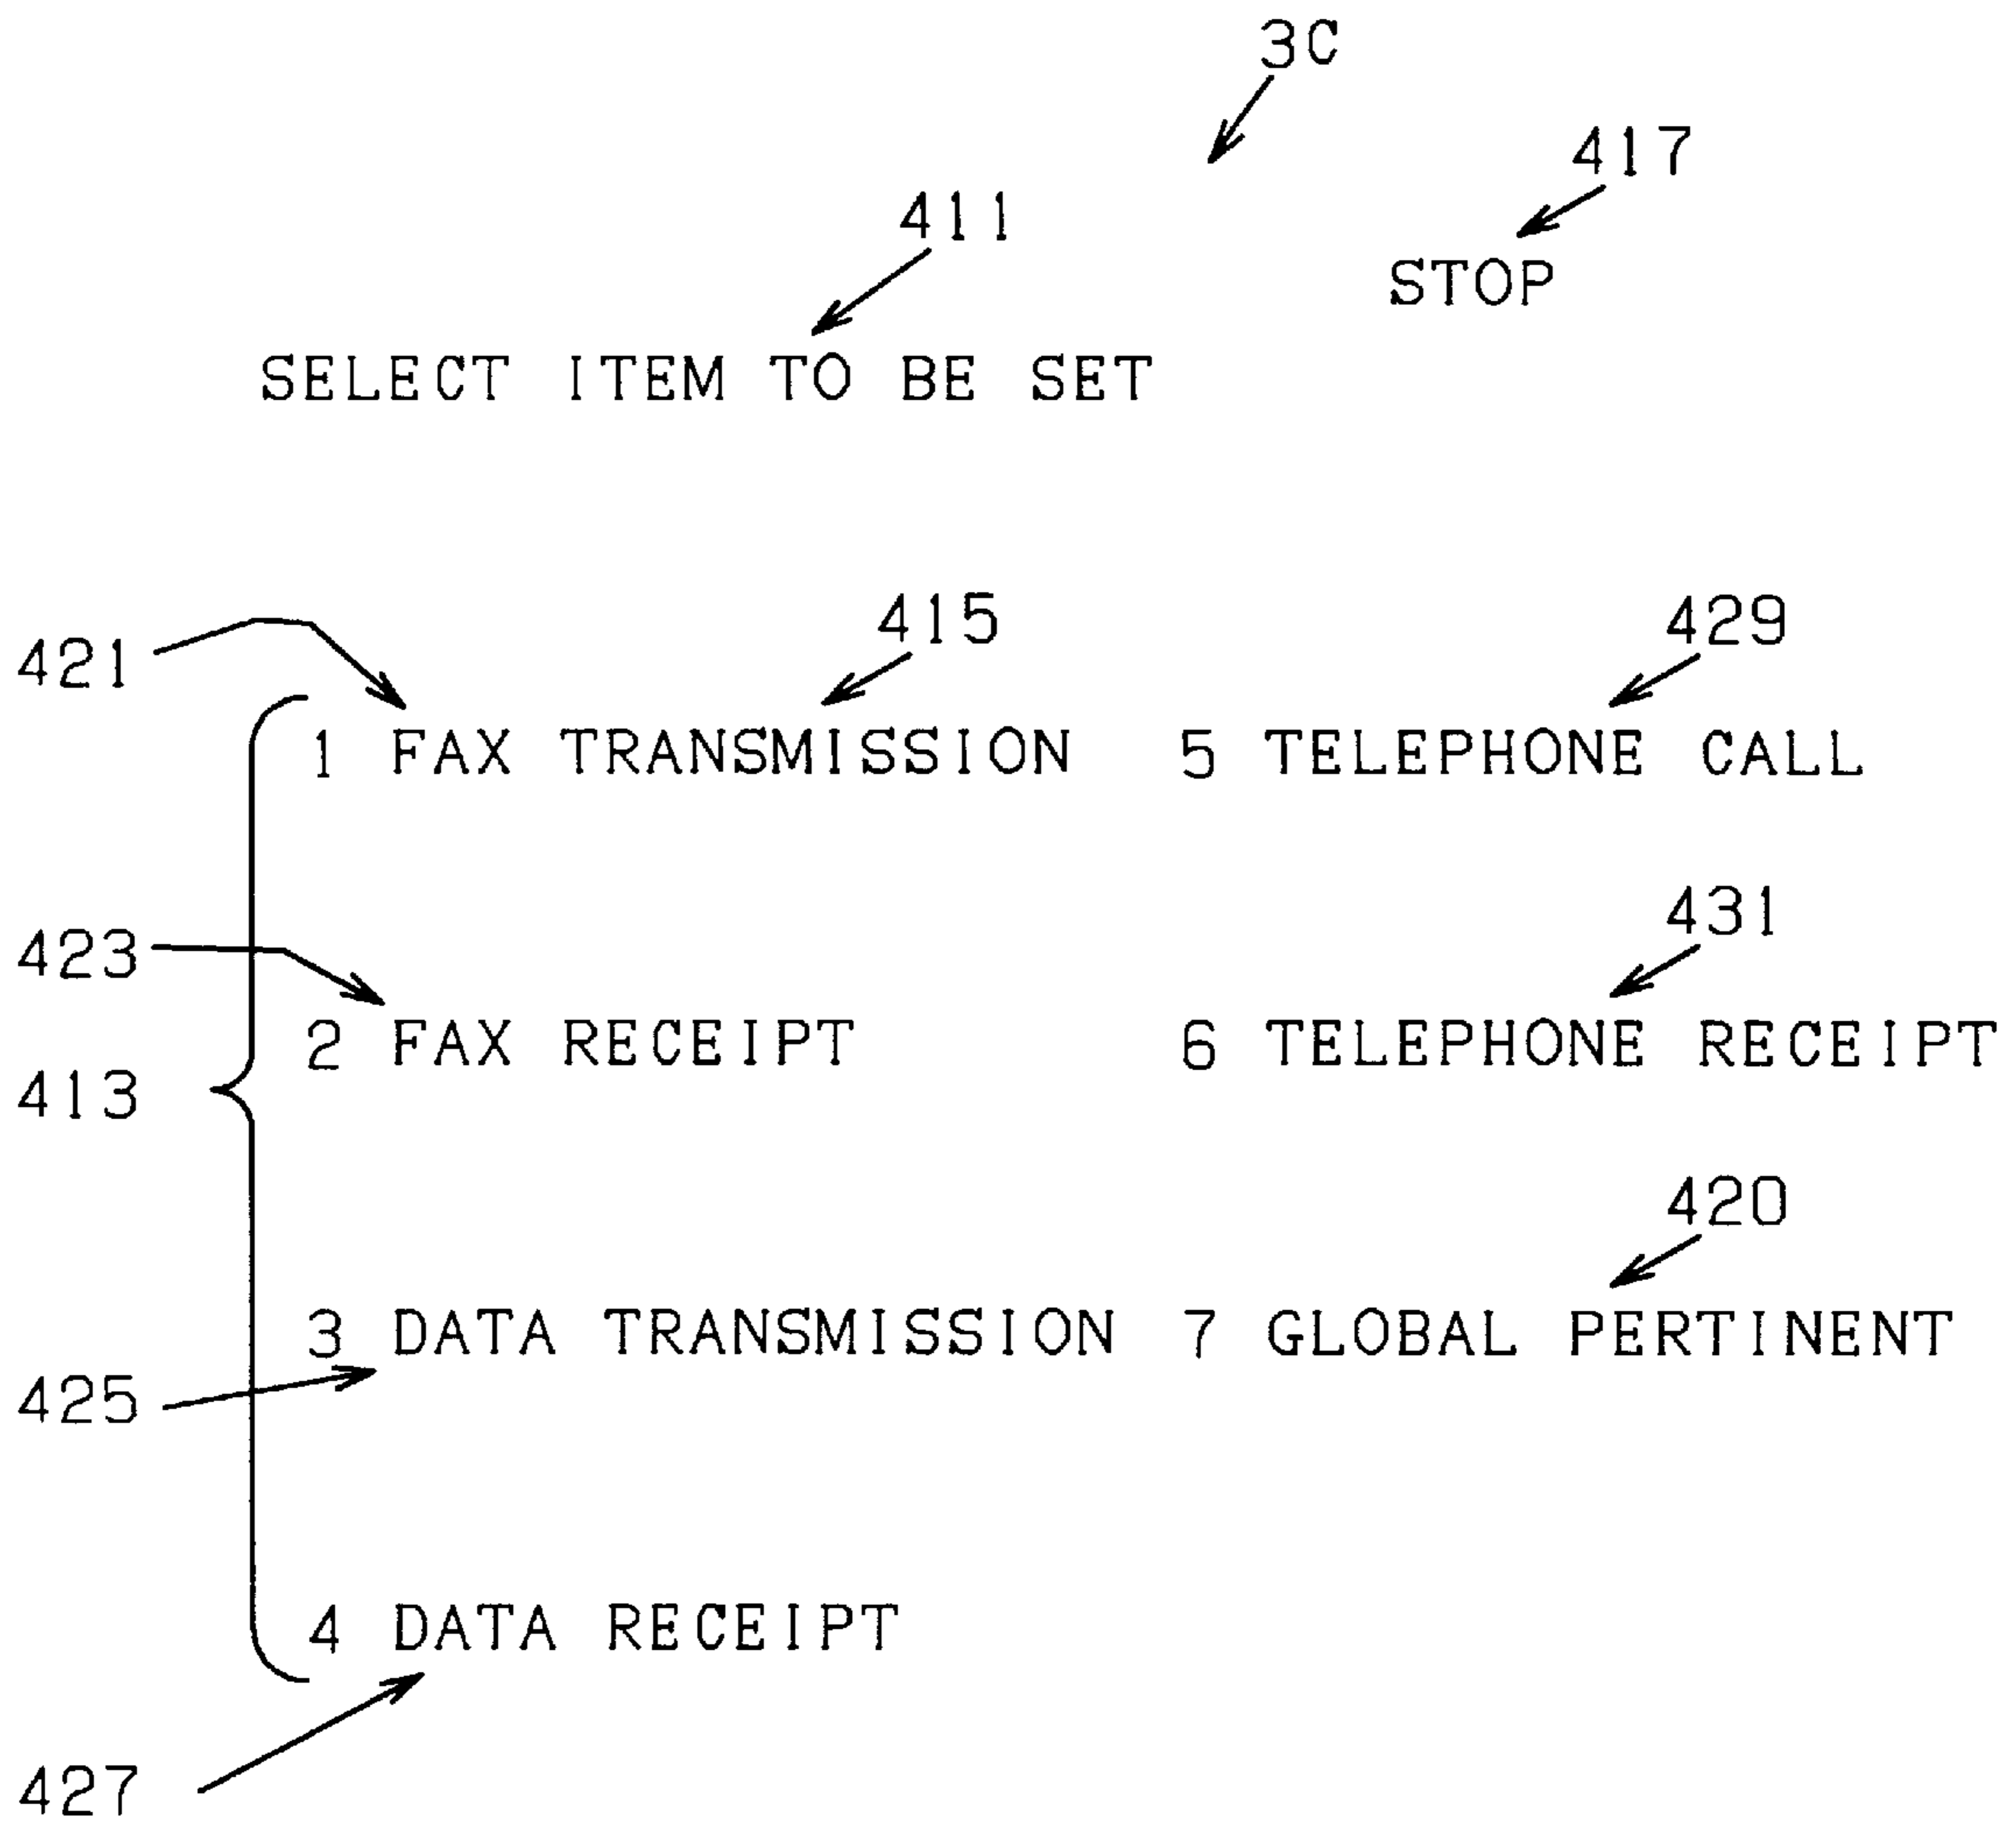 3C
417
411
STOP
SELECT ITEM TO BE SET
421
415
429
1 FAX TRANSMISSION
5 TELEPHONE CALL
423
431
2 FAX RECEIPT
6 TELEPHONE RECEIPT
413
420
3 DATA TRANSMISSION
7 GLOBAL PERTINENT
425
4 DATA RECEIPT
427